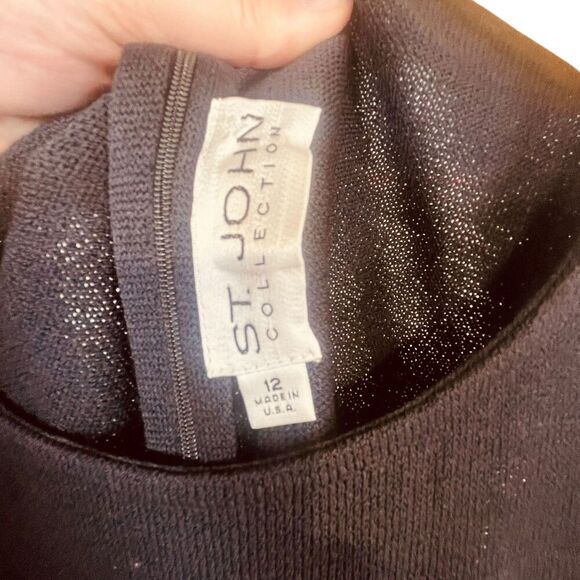 ST. JOHN
COLLECTION
12
MADE IN
U.S.A.